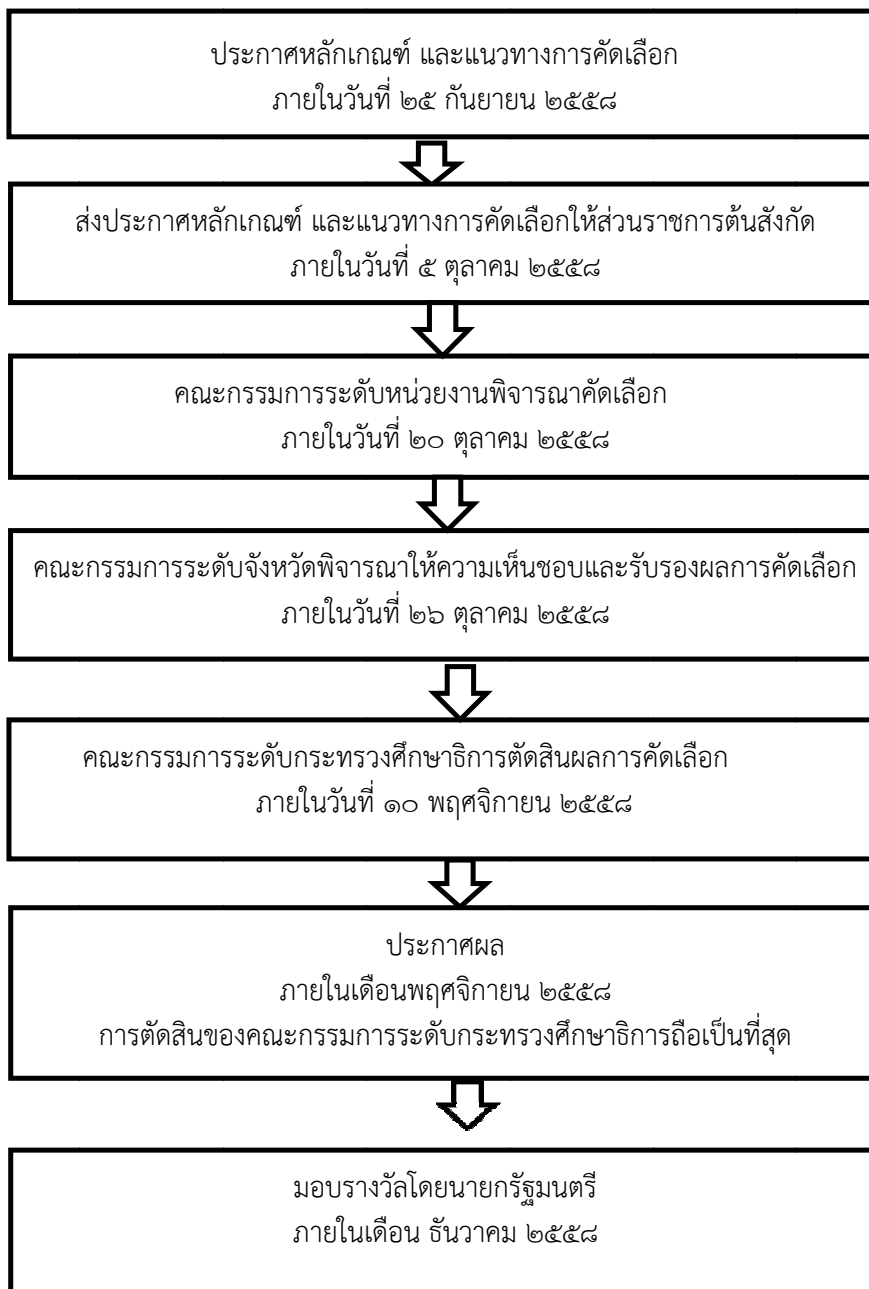 ประกาศหลักเกณฑ์ และแนวทางการคัดเลือก
ภายในวันที่ ๒๕ กันยายน ๒๕๕๘
ส่งประกาศหลักเกณฑ์ และแนวทางการคัดเลือกให้ส่วนราชการต้นสังกัด
ภายในวันที่ ๕ ตุลาคม ๒๕๕๘
คณะกรรมการระดับหน่วยงานพิจารณาคัดเลือก
ภายในวันที่ ๒๐ ตุลาคม ๒๕๕๘
คณะกรรมการระดับจังหวัดพิจารณาให้ความเห็นชอบและรับรองผลการคัดเลือก
ภายในวันที่ ๒๖ ตุลาคม ๒๕๕๘
คณะกรรมการระดับกระทรวงศึกษาธิการตัดสินผลการคัดเลือก
ภายในวันที่ ๑๐ พฤศจิกายน ๒๕๕๘
ประกาศผล
ภายในเดือนพฤศจิกายน ๒๕๕๘
การตัดสินของคณะกรรมการระดับกระทรวงศึกษาธิการถือเป็นที่สุด
มอบรางวัลโดยนายกรัฐมนตรี
ภายในเดือน ธันวาคม ๒๕๕๘